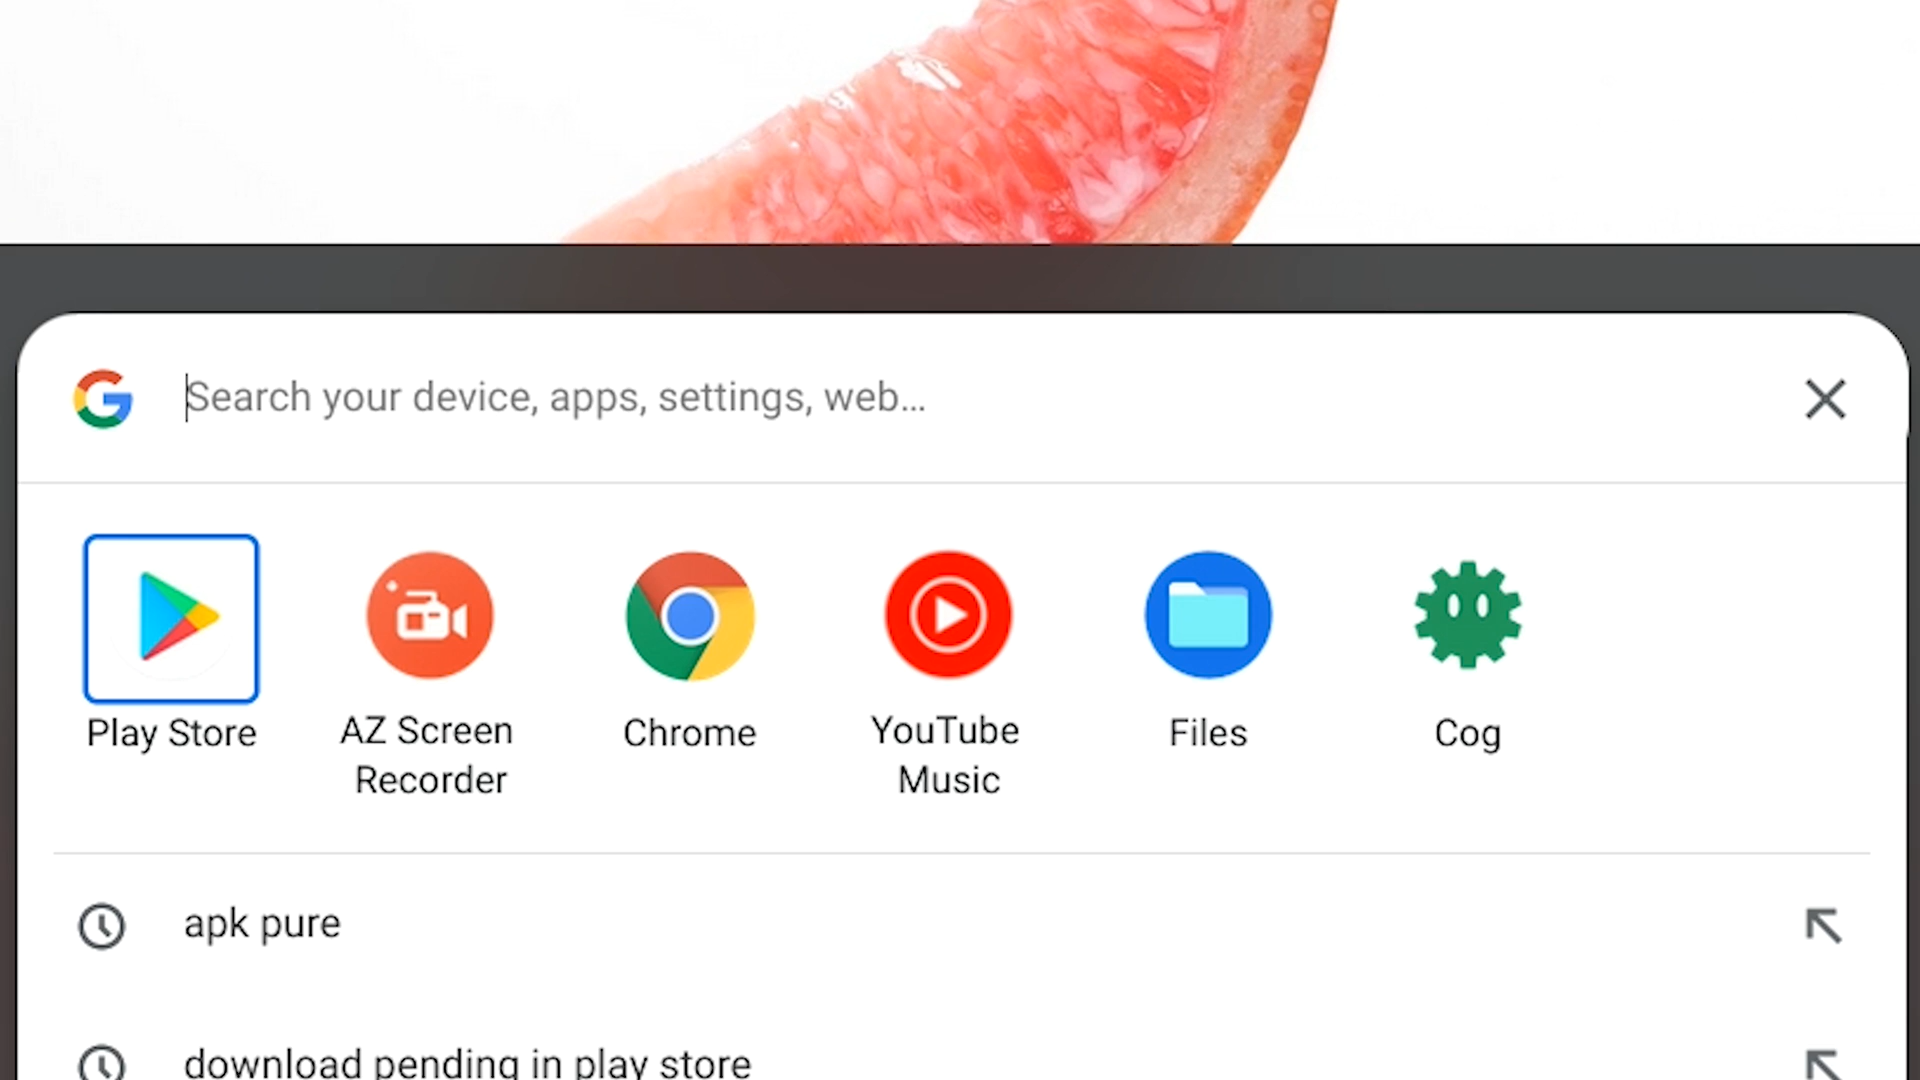 Search your device, apps, settings, web...
Play Store
AZ Screen
Recorder
Chrome
YouTube
Music
Files
Cog
apk pure
download pending in play store